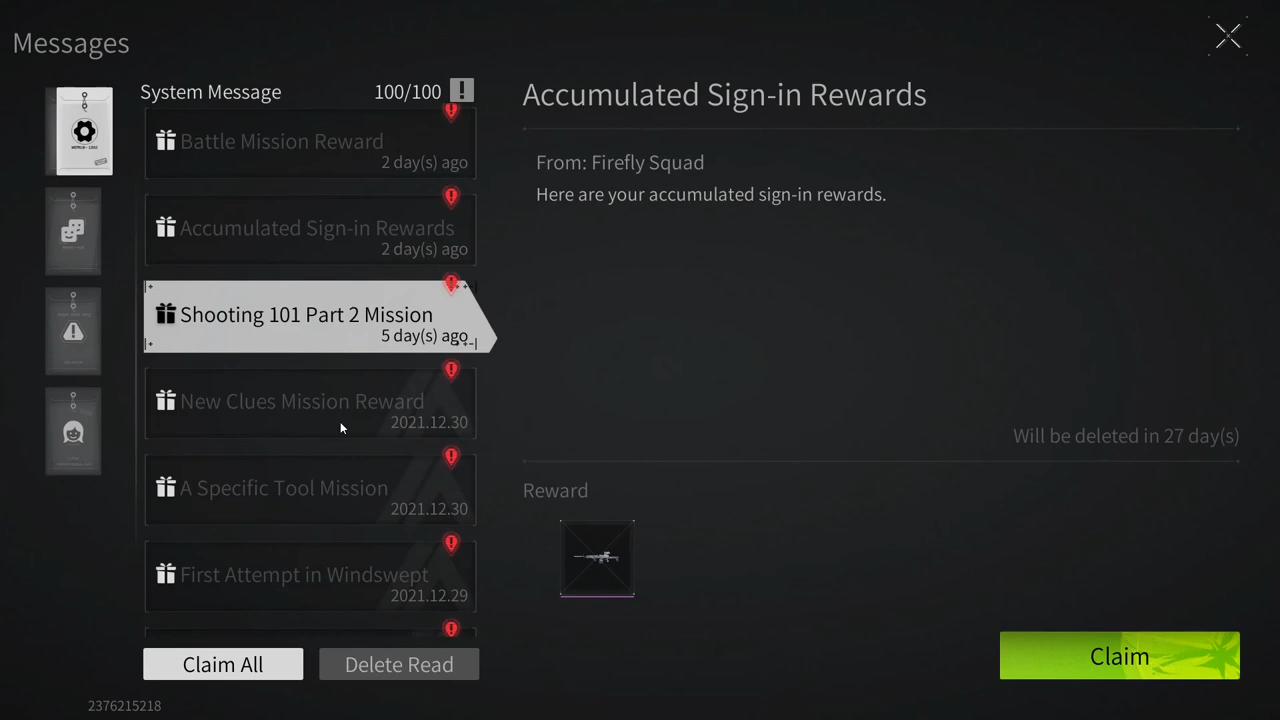 Messages
System Message 100/100
Battle Mission Reward
2 day(s) ago
Accumulated Sign-in Rewards
2 day(s) ago
Shooting 101 Part 2 Mission
5 day(s) ago
New Clues Mission Reward
2021.12.30
A Specific Tool Mission
2021.12.30
First Attempt in Windswept
2021.12.29
Claim All
Delete Read
2376215218
Accumulated Sign-in Rewards
From: Firefly Squad
Here are your accumulated sign-in rewards.
Will be deleted in 27 day(s)
Reward
Claim